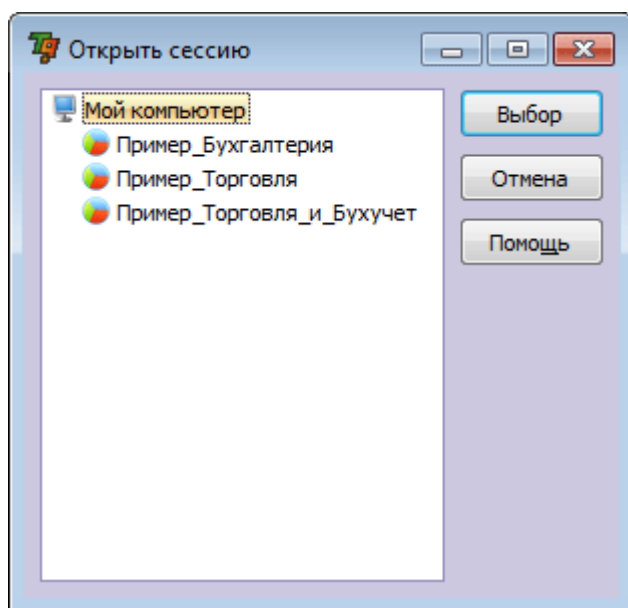 Открыть сессию
Мой компьютер
Пример_Бухгалтерия
Пример_Торговля
Пример_Торговля_и_Бухучет
Выбор
Отмена
Помощь